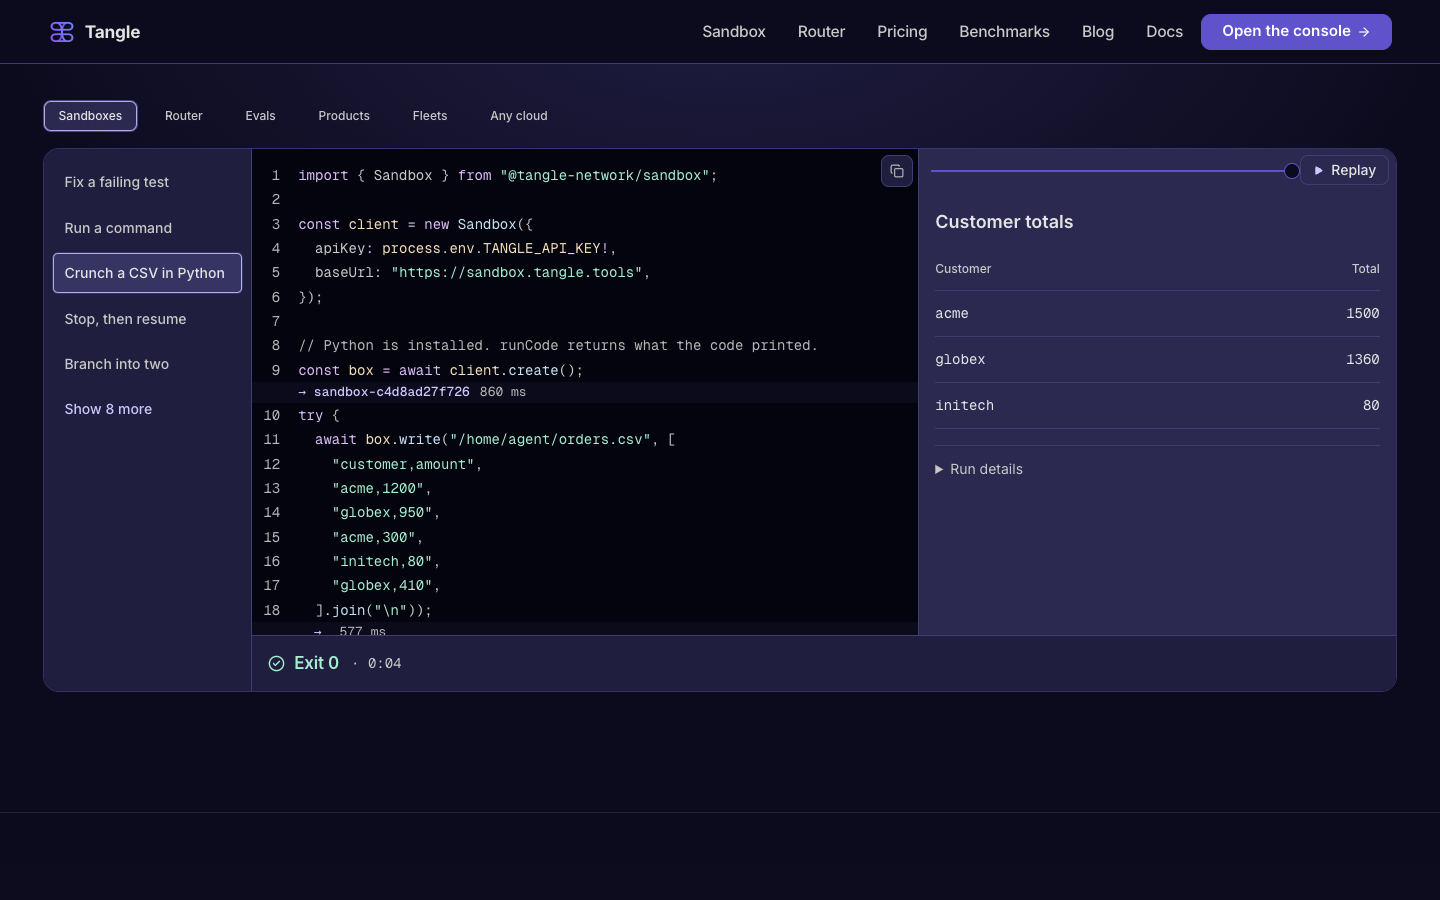 Tangle
Sandbox Router Pricing Benchmarks Blog Docs Open the console →
Sandboxes Router Evals Products Fleets Any cloud
Fix a failing test
Run a command
Crunch a CSV in Python
Stop, then resume
Branch into two
Show 8 more
1 import { Sandbox } from "@tangle-network/sandbox";
2
3 const client = new Sandbox({
4   apiKey: process.env.TANGLE_API_KEY!,
5   baseUrl: "https://sandbox.tangle.tools",
6 });
7
8 // Python is installed. runCode returns what the code printed.
9 const box = await client.create();
→ sandbox-c4d8ad27f726 860 ms
10 try {
11   await box.write("/home/agent/orders.csv", [
12     "customer,amount",
13     "acme,1200",
14     "globex,950",
15     "acme,300",
16     "initech,80",
17     "globex,410",
18   ].join("\n"));
→ 577 ms
Replay
Customer totals
Customer Total
acme 1500
globex 1360
initech 80
Run details
Exit 0 · 0:04